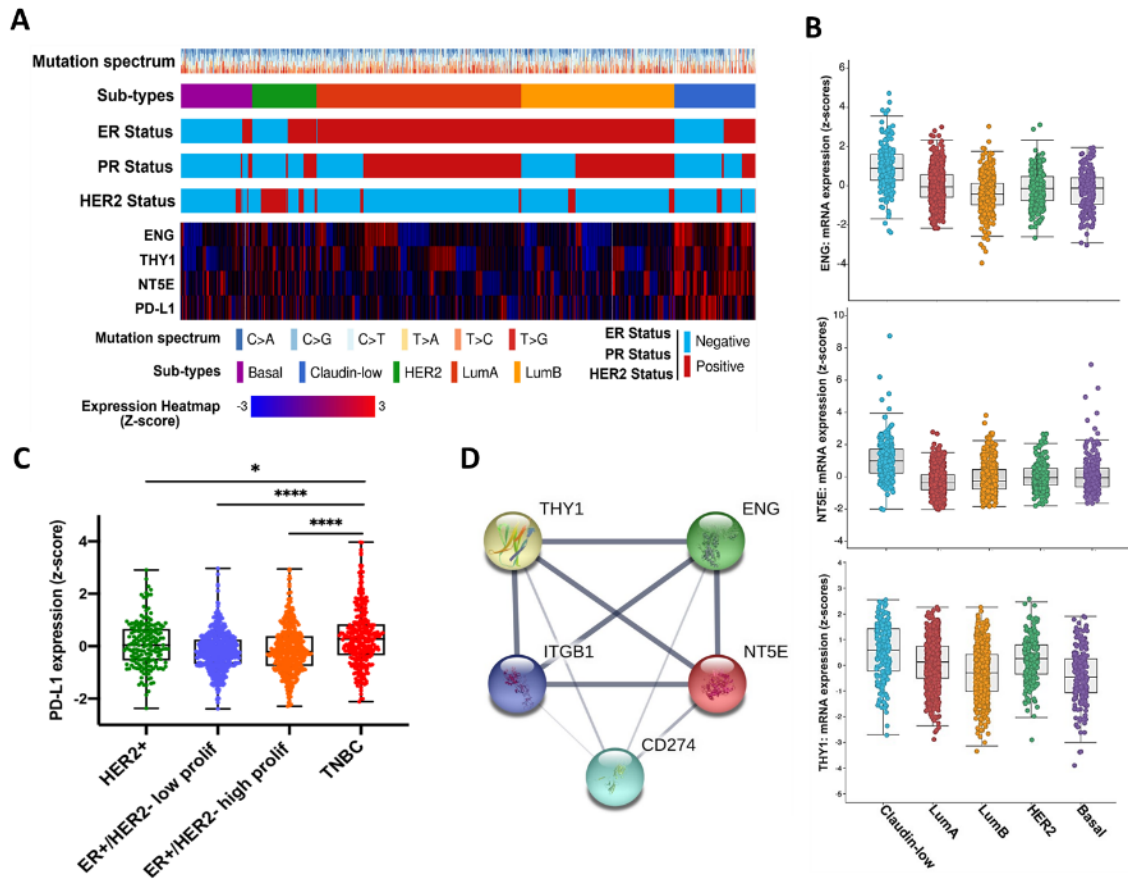 A
Mutation spectrum
Sub-types
ER Status
PR Status
HER2 Status
ENG
THY1
NT5E
PD-L1
Mutation spectrum C>A C>G C>T T>A T>C T>G
Sub-types Basal Claudin-low HER2 LumA LumB
ER Status
PR Status
HER2 Status
Negative
Positive
Expression Heatmap
(Z-score)
-3 3
B
ENG: mRNA expression (z-scores)
6
4
2
0
-2
-4
NT5E: mRNA expression (z-scores)
10
8
6
4
2
0
-2
-4
THY1: mRNA expression (z-scores)
4
3
2
1
0
-1
-2
-3
-4
-5
Claudin-low
LumA
LumB
HER2
Basal
C
*
****
****
PD-L1 expression (z-score)
4
2
0
-2
HER2+
ER+/HER2- low prolif
ER+/HER2- high prolif
TNBC
D
THY1
ENG
ITGB1
NT5E
CD274